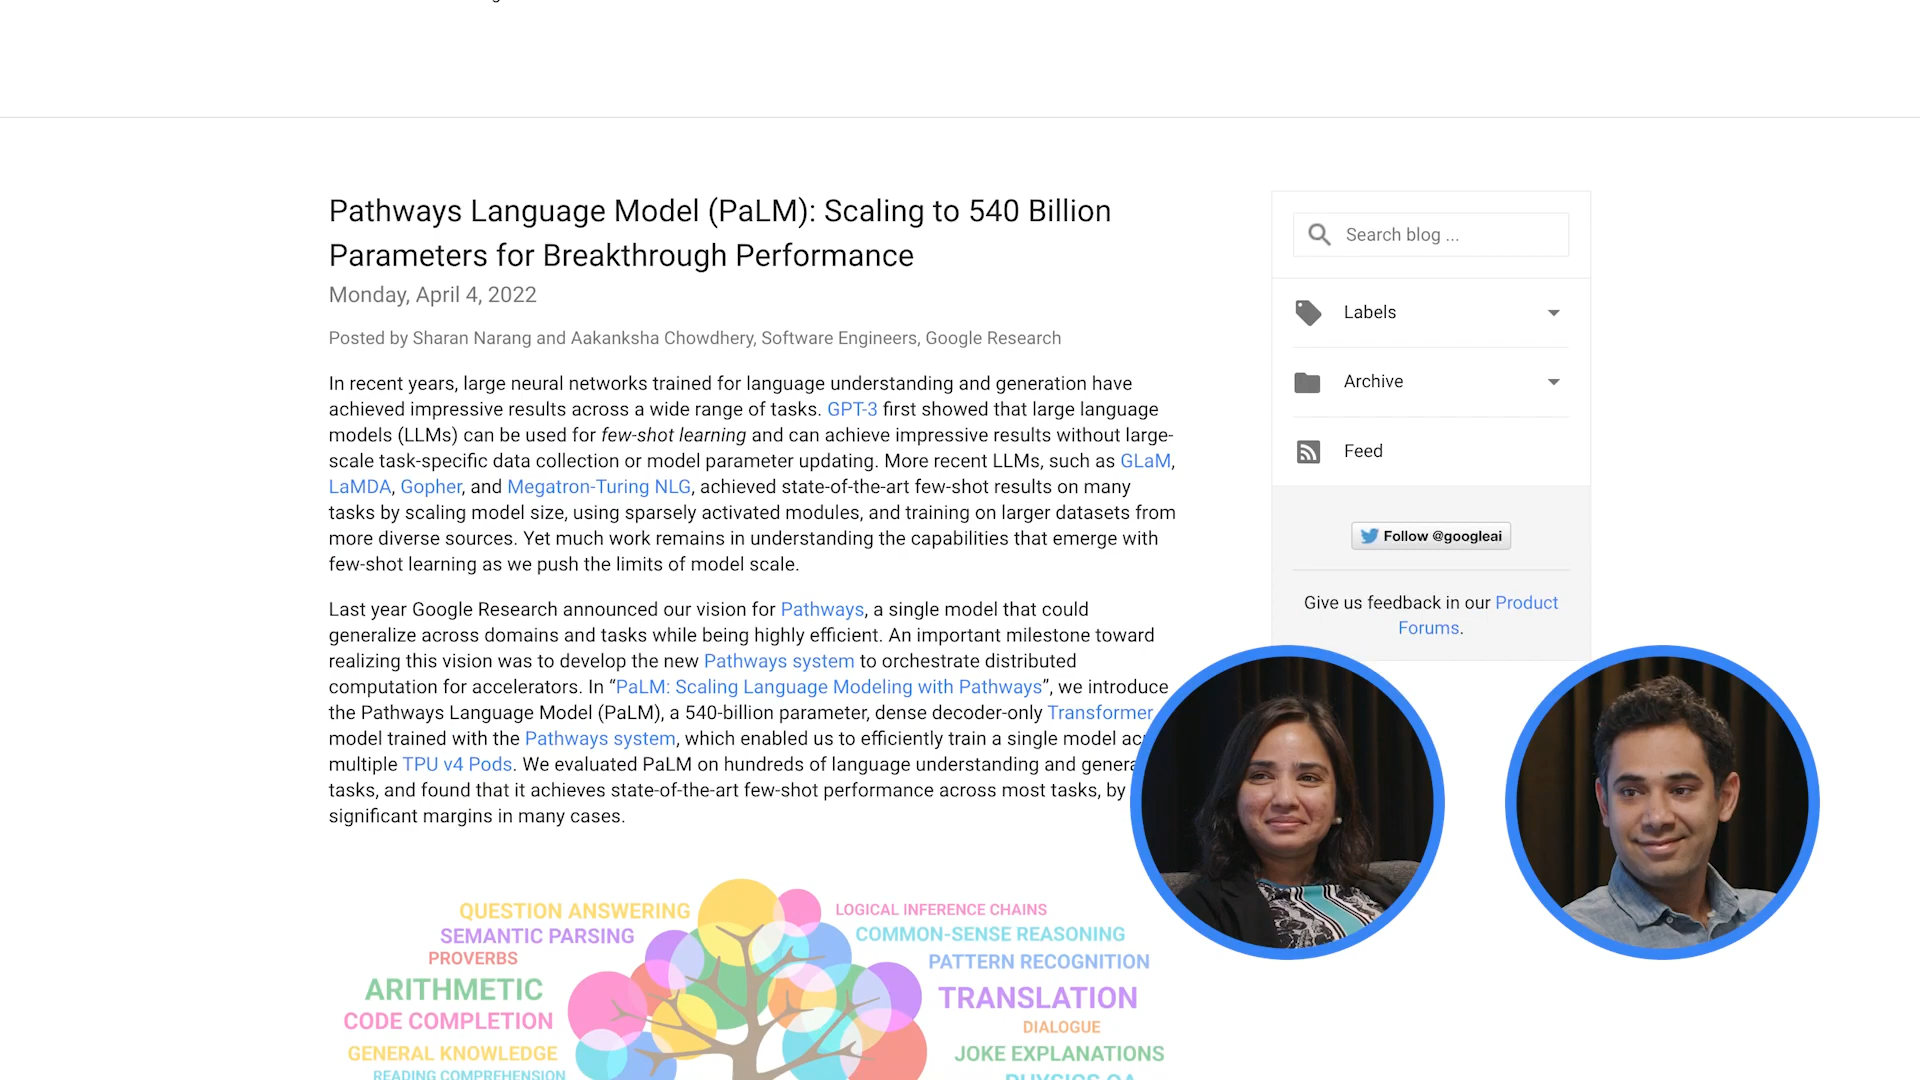 Pathways Language Model (PaLM): Scaling to 540 Billion
Parameters for Breakthrough Performance
Monday, April 4, 2022
Posted by Sharan Narang and Aakanksha Chowdhery, Software Engineers, Google Research
In recent years, large neural networks trained for language understanding and generation have
achieved impressive results across a wide range of tasks. GPT-3 first showed that large language
models (LLMs) can be used for few-shot learning and can achieve impressive results without large-
scale task-specific data collection or model parameter updating. More recent LLMs, such as GLaM,
LaMDA, Gopher, and Megatron-Turing NLG, achieved state-of-the-art few-shot results on many
tasks by scaling model size, using sparsely activated modules, and training on larger datasets from
more diverse sources. Yet much work remains in understanding the capabilities that emerge with
few-shot learning as we push the limits of model scale.
Last year Google Research announced our vision for Pathways, a single model that could
generalize across domains and tasks while being highly efficient. An important milestone toward
realizing this vision was to develop the new Pathways system to orchestrate distributed
computation for accelerators. In “PaLM: Scaling Language Modeling with Pathways”, we introduce
the Pathways Language Model (PaLM), a 540-billion parameter, dense decoder-only Transformer
model trained with the Pathways system, which enabled us to efficiently train a single model
multiple TPU v4 Pods. We evaluated PaLM on hundreds of language understanding and
tasks, and found that it achieves state-of-the-art few-shot performance across most tasks, by
significant margins in many cases.
QUESTION ANSWERING
SEMANTIC PARSING
PROVERBS
ARITHMETIC
CODE COMPLETION
GENERAL KNOWLEDGE
READING COMPREHENSION
LOGICAL INFERENCE CHAINS
COMMON-SENSE REASONING
PATTERN RECOGNITION
TRANSLATION
DIALOGUE
JOKE EXPLANATIONS
PHYSICS QA
Search blog ...
Labels
Archive
Feed
Follow @googleai
Give us feedback in our Product
Forums.